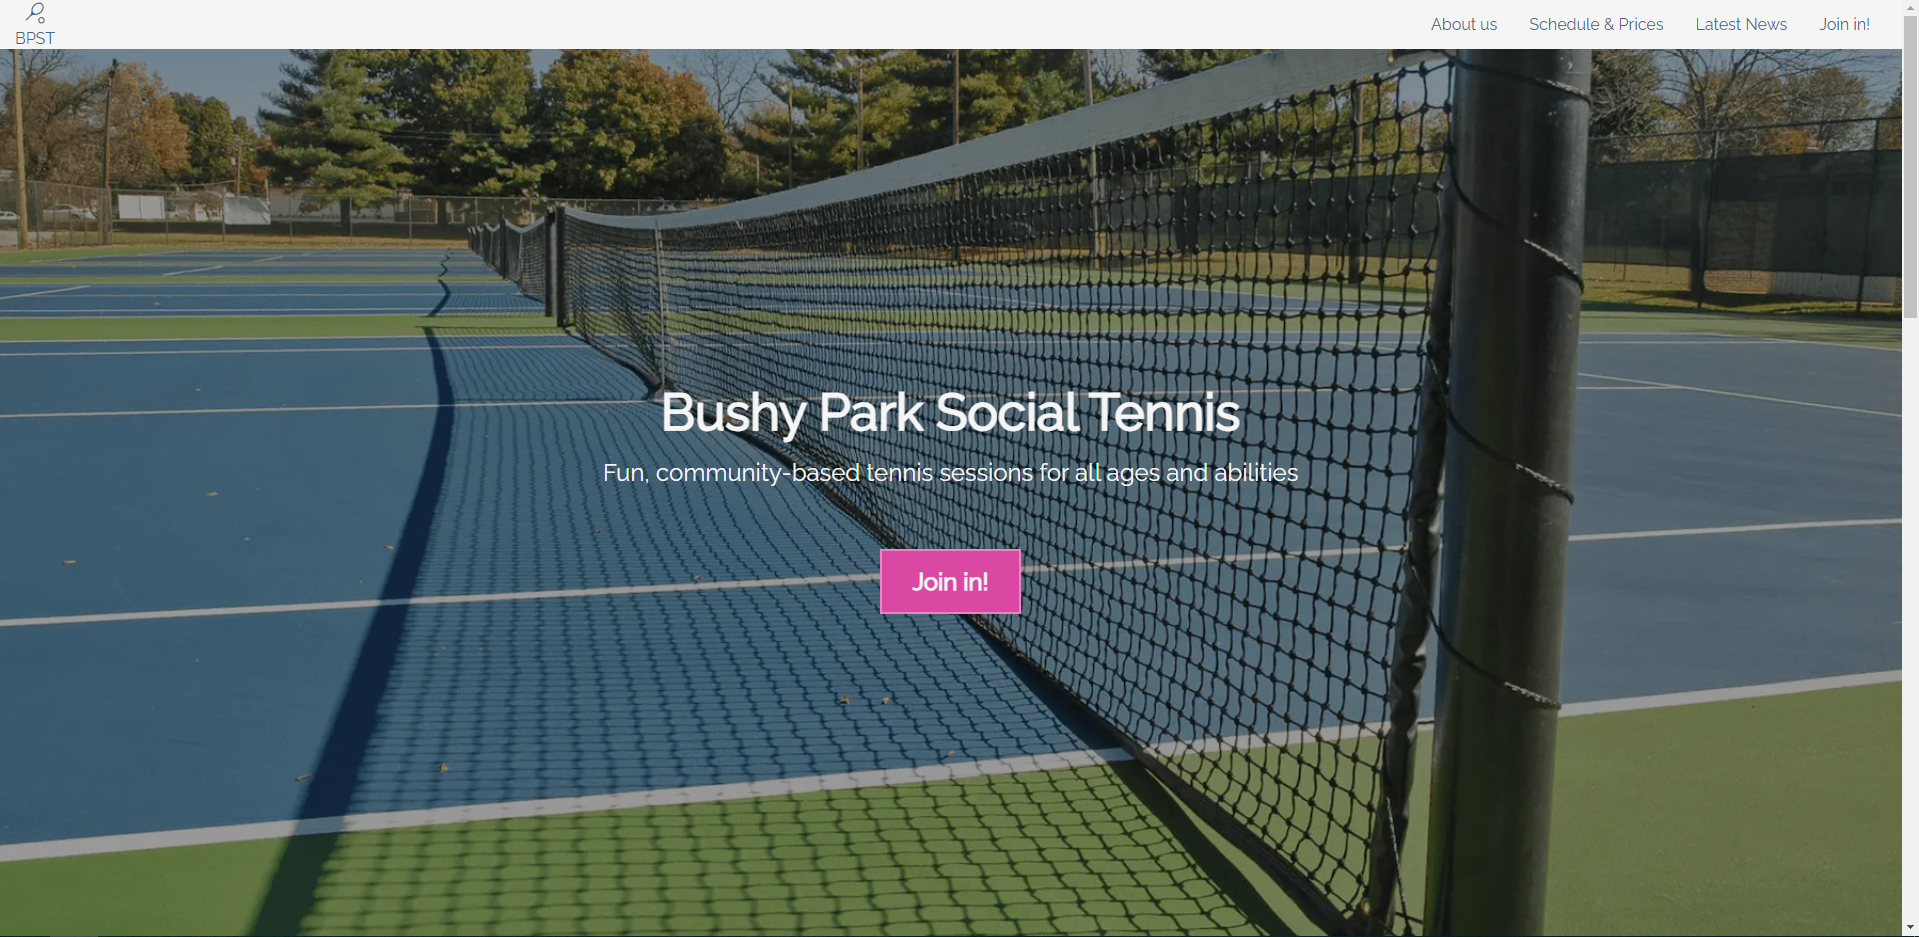 BPST
About us
Schedule & Prices
Latest News
Join in!
Bushy Park Social Tennis
Fun, community-based tennis sessions for all ages and abilities
Join in!